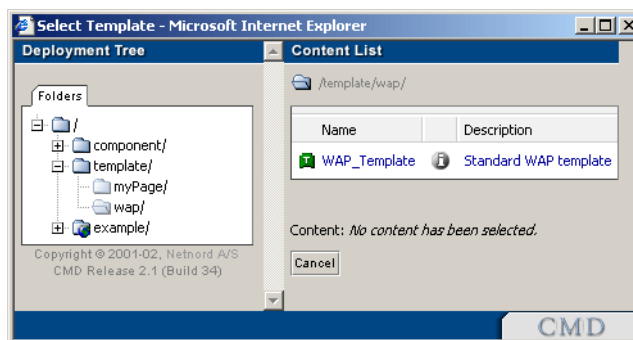 Select Template - Microsoft Internet Explorer
Deployment Tree
Content List
Folders
/
component/
template/
myPage/
wap/
example/
Copyright © 2001-02, Netnord A/S
CMD Release 2.1 (Build 34)
/template/wap/
Name Description
WAP_Template Standard WAP template
Content: No content has been selected.
Cancel
CMD